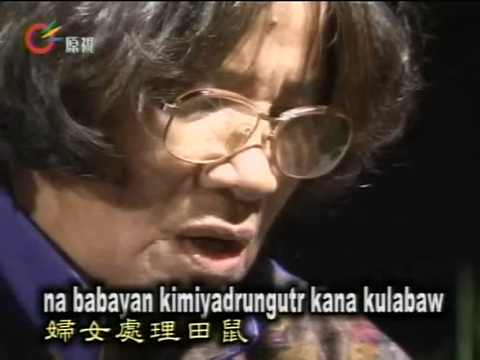 原視
na babayan kimiyadrungutr kana kulabaw
婦女處理田鼠